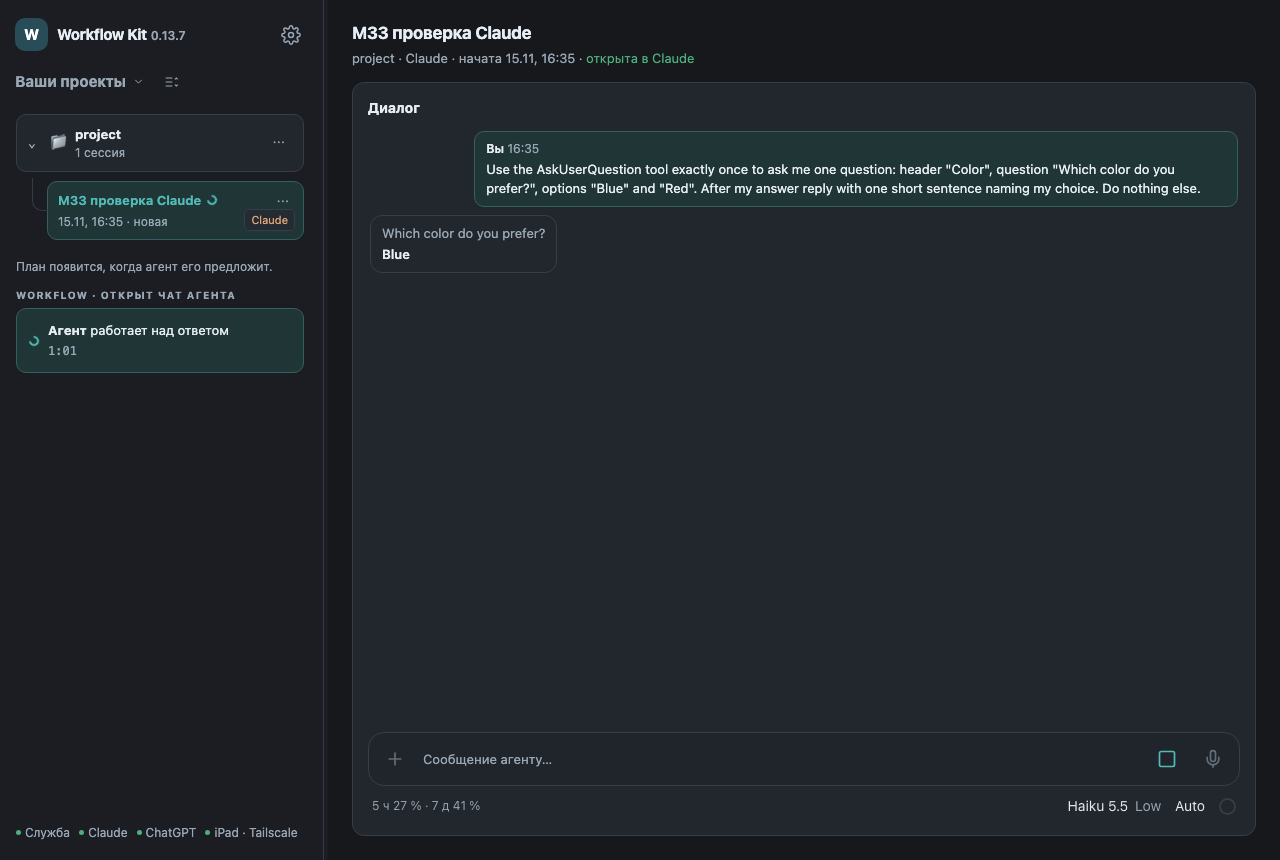 W Workflow Kit 0.13.7
Ваши проекты
project
1 сессия
М33 проверка Claude
15.11, 16:35 · новая
Claude
План появится, когда агент его предложит.
WORKFLOW · ОТКРЫТ ЧАТ АГЕНТА
Агент работает над ответом
1:01
Служба Claude ChatGPT iPad · Tailscale
М33 проверка Claude
project · Claude · начата 15.11, 16:35 · открыта в Claude
Диалог
Вы 16:35
Use the AskUserQuestion tool exactly once to ask me one question: header "Color", question "Which color do you
prefer?", options "Blue" and "Red". After my answer reply with one short sentence naming my choice. Do nothing else.
Which color do you prefer?
Blue
Сообщение агенту…
5 ч 27 % · 7 д 41 %
Haiku 5.5 Low Auto